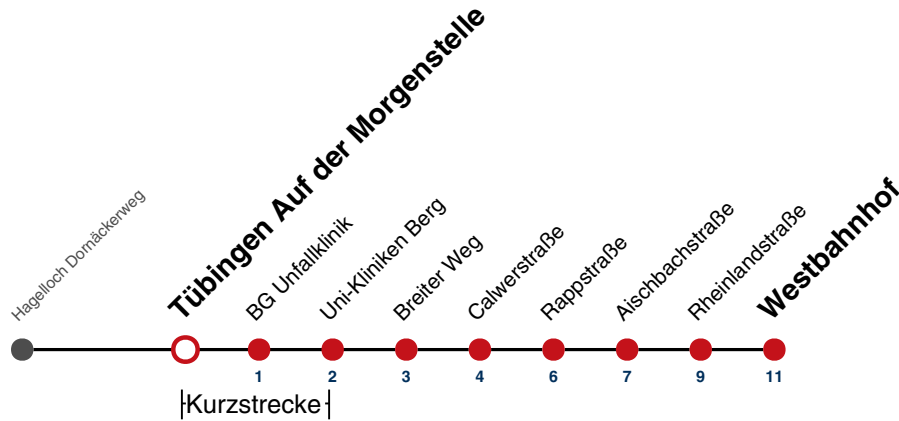 Hagelloch Dornäckerweg
Tübingen Auf der Morgenstelle
BG Unfallklinik
Uni-Kliniken Berg
Breiter Weg
Calwerstraße
Rappstraße
Aischbachstraße
Rheinlandstraße
Westbahnhof
1 2 3 4 6 7 9 11
Kurzstrecke